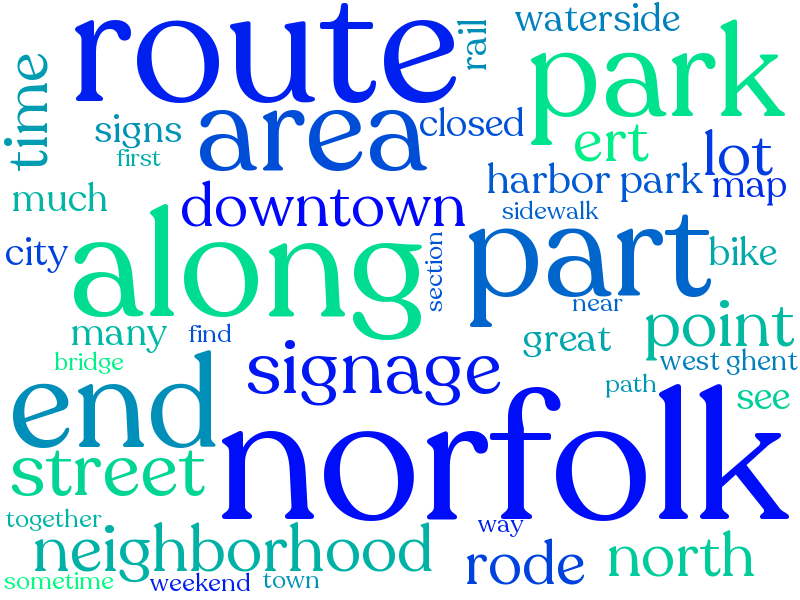 route
rail
waterside
park
time
signs
first
area
closed
ert
lot
much
downtown
harbor park
map
sidewalk
city
along
section
part
bike
near
many
find
great
point
bridge
signage
west ghent
path
see
end
norfolk
street
together
way
neighborhood
rode
north
sometime
weekend
town